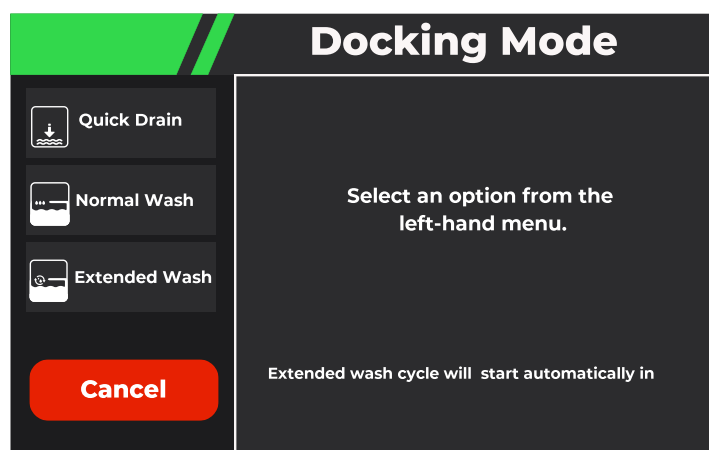 Docking Mode
Quick Drain
Normal Wash
Extended Wash
Cancel
Select an option from the
left-hand menu.
Extended wash cycle will start automatically in